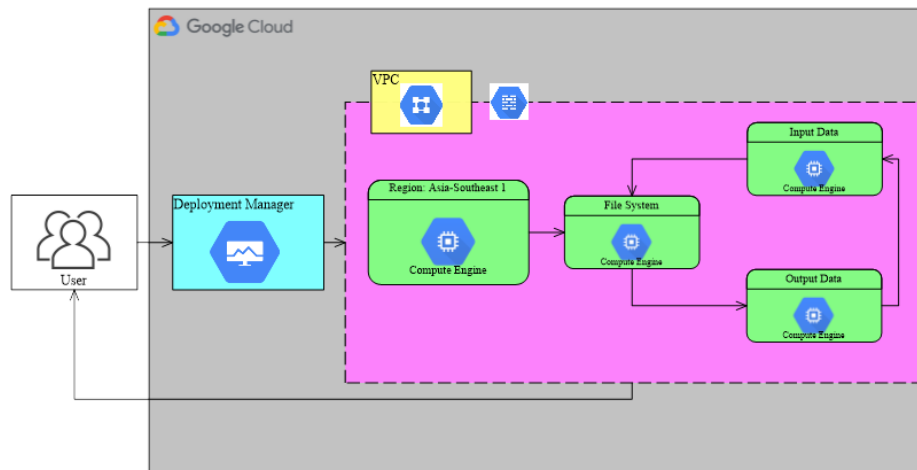 Google Cloud
VPC
Input Data
Compute Engine
Region: Asia-Southeast 1
Compute Engine
File System
Compute Engine
Deployment Manager
User
Output Data
Compute Engine